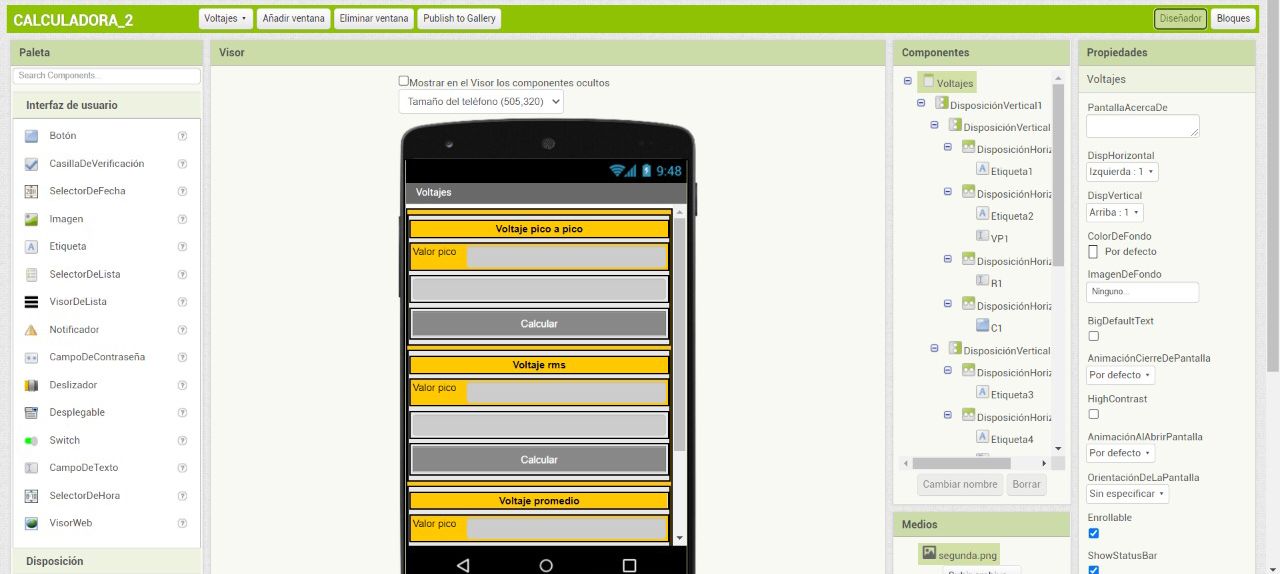 CALCULADORA_2
Voltajes
Añadir ventana
Eliminar ventana
Publish to Gallery
Diseñador
Bloques
Paleta
Search Components...
Interfaz de usuario
Botón
CasillaDeVerificación
SelectorDeFecha
Imagen
Etiqueta
SelectorDeLista
VisorDeLista
Notificador
CampoDeContraseña
Deslizador
Desplegable
Switch
CampoDeTexto
SelectorDeHora
VisorWeb
Disposición
Visor
Mostrar en el Visor los componentes ocultos
Tamaño del teléfono (505,320)
9:48
Voltajes
Voltaje pico a pico
Valor pico
Calcular
Voltaje rms
Valor pico
Calcular
Voltaje promedio
Valor pico
Componentes
Voltajes
DisposiciónVertical1
DisposiciónVertical
DisposiciónHoriz
Etiqueta1
DisposiciónHoriz
Etiqueta2
VP1
DisposiciónHoriz
R1
DisposiciónHoriz
C1
DisposiciónVertical
DisposiciónHoriz
Etiqueta3
DisposiciónHoriz
Etiqueta4
Cambiar nombre
Borrar
Medios
segunda.png
Propiedades
Voltajes
PantallaAcercaDe
DispHorizontal
Izquierda : 1
DispVertical
Arriba : 1
ColorDeFondo
Por defecto
ImagenDeFondo
Ninguno...
BigDefaultText
AnimaciónCierreDePantalla
Por defecto
HighContrast
AnimaciónAlAbrirPantalla
Por defecto
OrientaciónDeLaPantalla
Sin especificar
Enrollable
ShowStatusBar